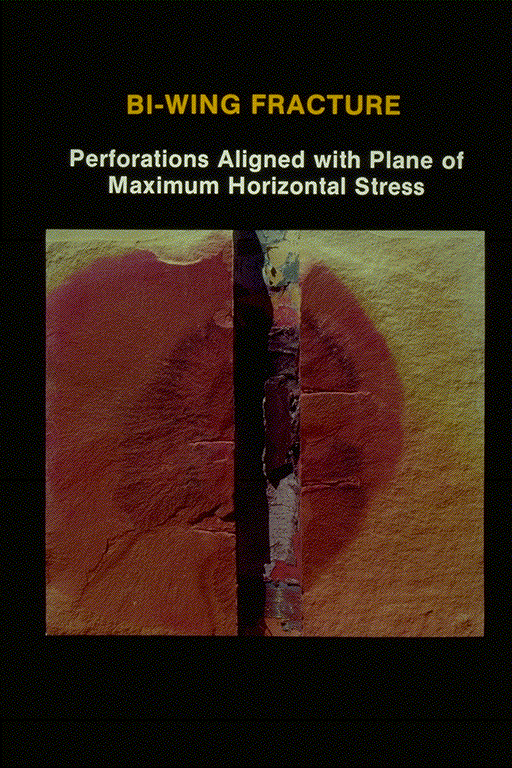 BI-WING FRACTURE
Perforations Aligned with Plane of
Maximum Horizontal Stress